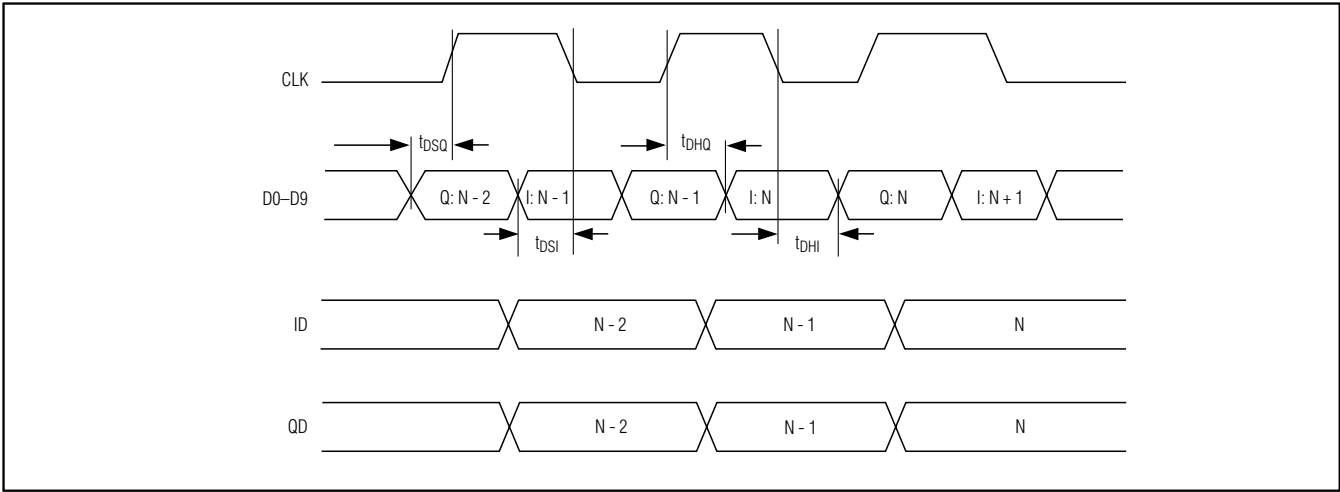 CLK
tDSQ
tDHQ
D0–D9
Q: N - 2
I: N - 1
Q: N - 1
I: N
Q: N
I: N + 1
tDSI
tDHI
ID
N - 2
N - 1
N
QD
N - 2
N - 1
N